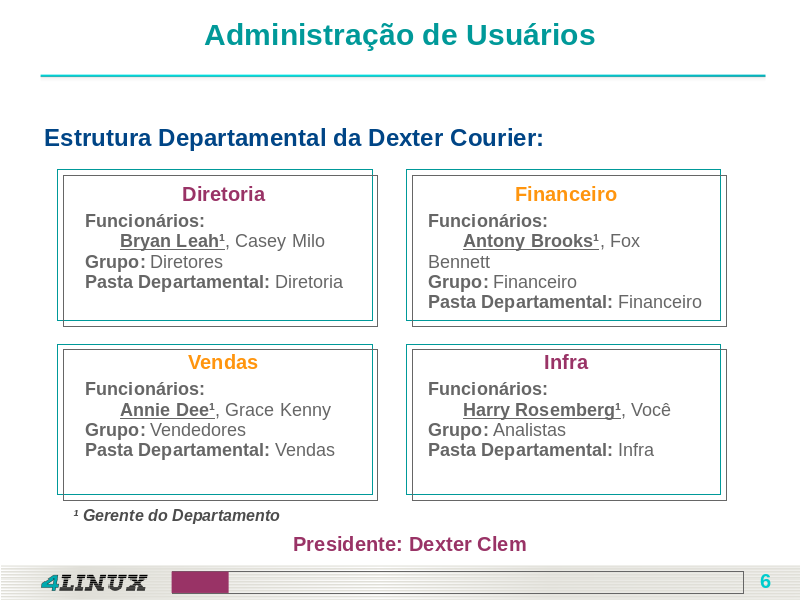 Administração de Usuários
Estrutura Departamental da Dexter Courier:
Diretoria
Funcionários:
Bryan Leah¹, Casey Milo
Grupo: Diretores
Pasta Departamental: Diretoria
Financeiro
Funcionários:
Antony Brooks¹, Fox
Bennett
Grupo: Financeiro
Pasta Departamental: Financeiro
Vendas
Funcionários:
Annie Dee¹, Grace Kenny
Grupo: Vendedores
Pasta Departamental: Vendas
Infra
Funcionários:
Harry Rosemberg¹, Você
Grupo: Analistas
Pasta Departamental: Infra
¹ Gerente do Departamento
Presidente: Dexter Clem
4LINUX
6